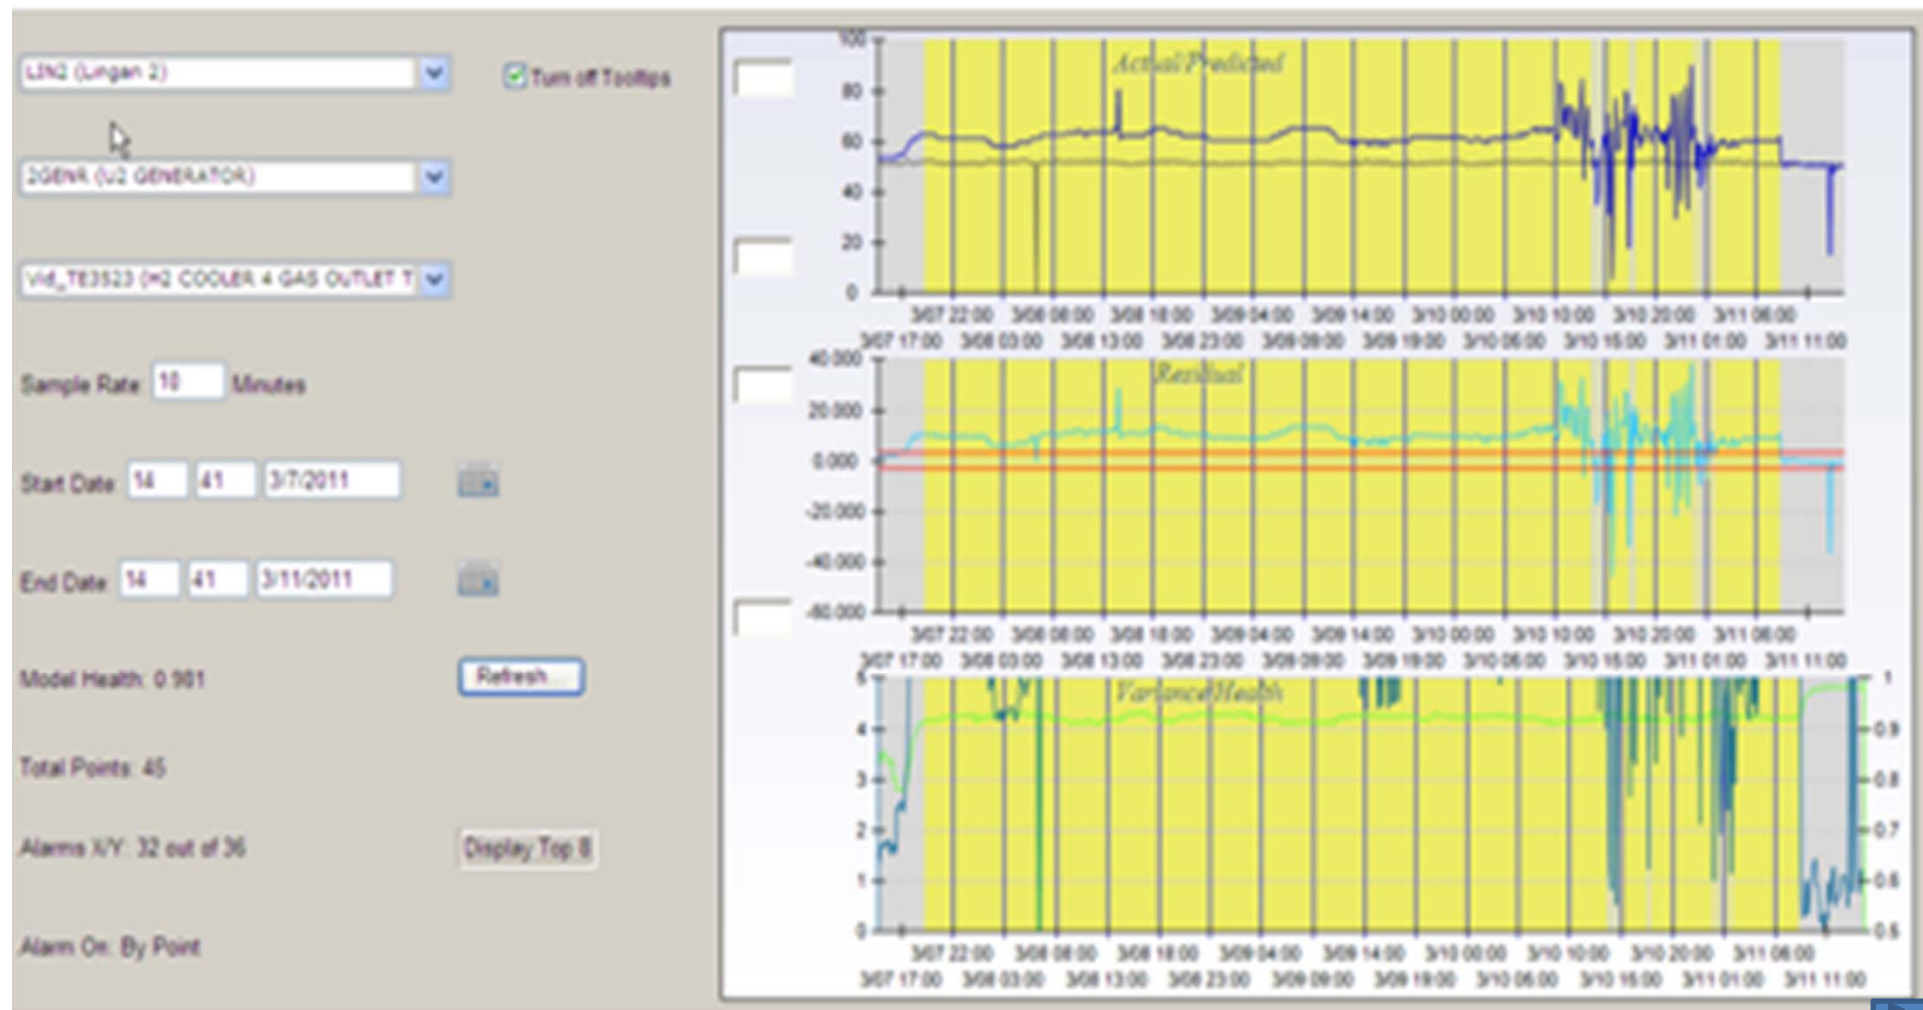 LIN2 (Lingan 2)
Turn off Tooltips
2GENR (U2 GENERATOR)
Vid_TE3523 (H2 COOLER 4 GAS OUTLET T
Sample Rate: 10 Minutes
Start Date: 14 41 3/7/2011
End Date: 14 41 3/11/2011
Model Health: 0.981
Refresh...
Total Points: 45
Alarms X/Y: 32 out of 36
Display Top 8
Alarm On: By Point
Actual/Predicted
100
80
60
40
20
0
3/07 22:00 3/08 08:00 3/08 18:00 3/09 04:00 3/09 14:00 3/10 00:00 3/10 10:00 3/10 20:00 3/11 06:00
3/07 17:00 3/08 03:00 3/08 13:00 3/08 23:00 3/09 09:00 3/09 19:00 3/10 06:00 3/10 15:00 3/11 01:00 3/11 11:00
Residual
40.000
20.000
0.000
-20.000
-40.000
-60.000
3/07 22:00 3/08 08:00 3/08 18:00 3/09 04:00 3/09 14:00 3/10 00:00 3/10 10:00 3/10 20:00 3/11 06:00
3/07 17:00 3/08 03:00 3/08 13:00 3/08 23:00 3/09 09:00 3/09 19:00 3/10 06:00 3/10 15:00 3/11 01:00 3/11 11:00
Variance/Health
5 1
4 0.9
3 0.8
2 0.7
1 0.6
0 0.5
3/07 22:00 3/08 08:00 3/08 18:00 3/09 04:00 3/09 14:00 3/10 00:00 3/10 10:00 3/10 20:00 3/11 06:00
3/07 17:00 3/08 03:00 3/08 13:00 3/08 23:00 3/09 09:00 3/09 19:00 3/10 06:00 3/10 15:00 3/11 01:00 3/11 11:00